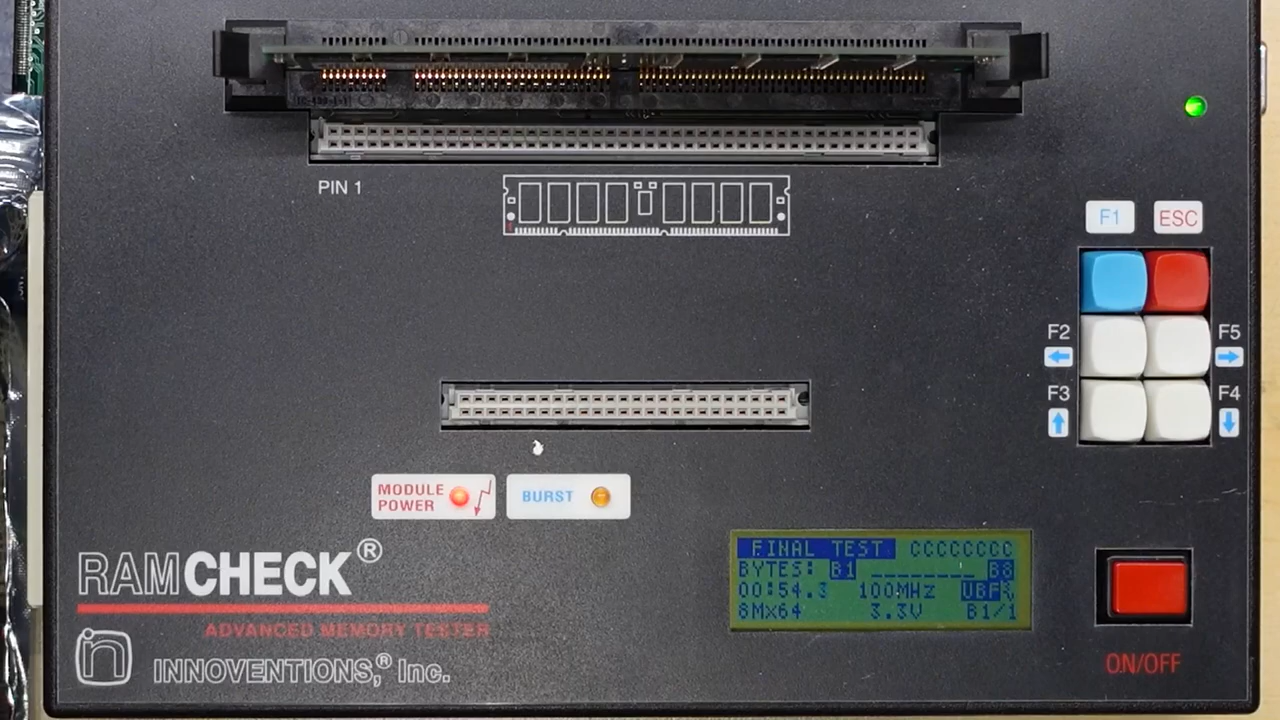 PIN 1
F1
ESC
F2
F5
F3
F4
MODULE
POWER
BURST
FINAL TEST CCCCCCCC
BYTES: B1 ________ B8
00:54.3 100MHz UBF
8Mx64 3.3V B1/1
RAMCHECK®
ADVANCED MEMORY TESTER
INNOVENTIONS,® Inc.
ON/OFF